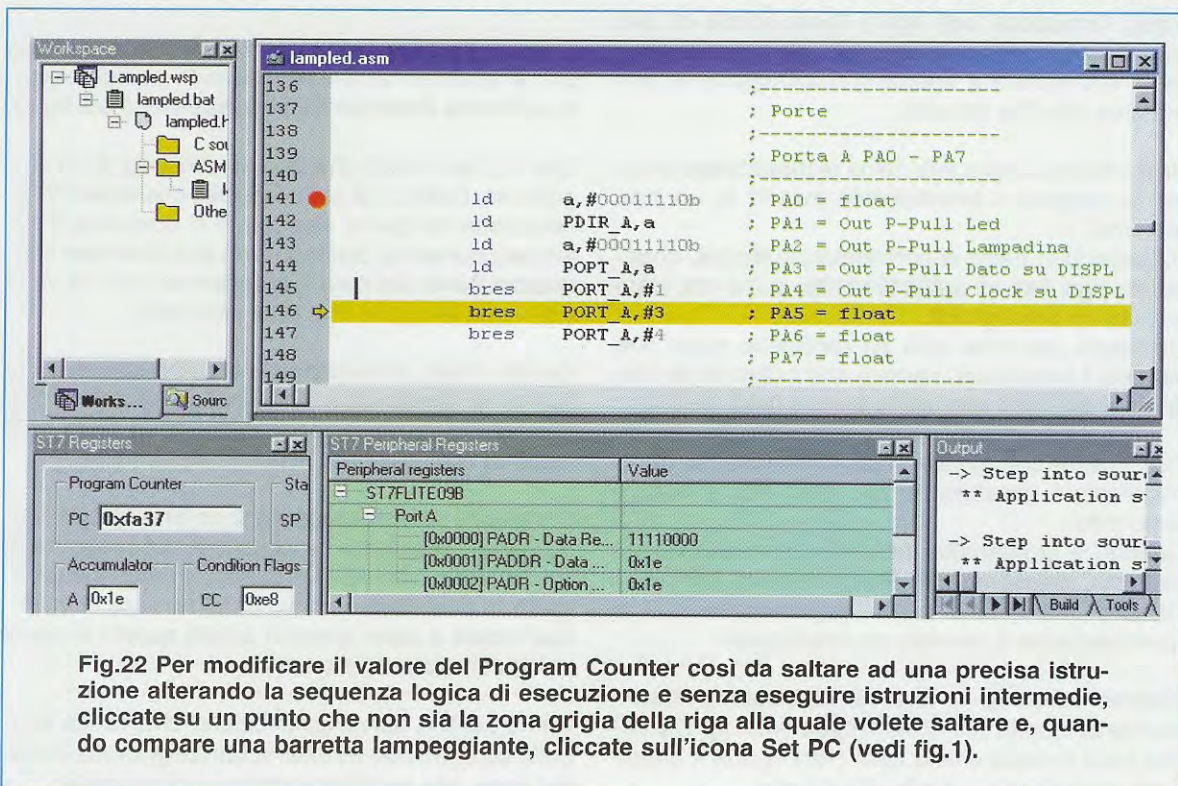 Workspace
Lampled.wsp
lampled.bat
lampled.h
C sou
ASM
l
Othe
Works...
Sourc
lampled.asm
136 ;---------------------
137 ; Porte
138 ;---------------------
139 ; Porta A PA0 - PA7
140 ;---------------------
141 ld a,#00011110b ; PA0 = float
142 ld PDIR_A,a ; PA1 = Out P-Pull Led
143 ld a,#00011110b ; PA2 = Out P-Pull Lampadina
144 ld POPT_A,a ; PA3 = Out P-Pull Dato su DISPL
145 bres PORT_A,#1 ; PA4 = Out P-Pull Clock su DISPL
146 bres PORT_A,#3 ; PA5 = float
147 bres PORT_A,#4 ; PA6 = float
148 ; PA7 = float
149 ;-------------------
ST7 Registers
Program Counter
Sta
PC 0xfa37
SP
Accumulator
Condition Flags
A 0x1e
CC 0xe8
ST7 Peripheral Registers
Peripheral registers Value
ST7FLITE09B
Port A
[0x0000] PADR - Data Re... 11110000
[0x0001] PADDR - Data ... 0x1e
[0x0002] PAOR - Option ... 0x1e
Output
-> Step into sour
** Application s
-> Step into sour
** Application s
Build Tools
Fig.22 Per modificare il valore del Program Counter così da saltare ad una precisa istru-
zione alterando la sequenza logica di esecuzione e senza eseguire istruzioni intermedie,
cliccate su un punto che non sia la zona grigia della riga alla quale volete saltare e, quan-
do compare una barretta lampeggiante, cliccate sull'icona Set PC (vedi fig.1).